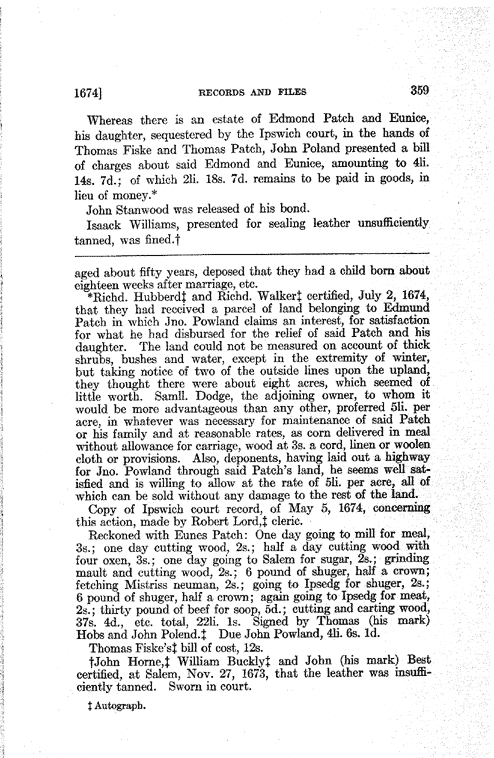 1674] RECORDS AND FILES 359
Whereas there is an estate of Edmond Patch and Eunice,
his daughter, sequestered by the Ipswich court, in the hands of
Thomas Fiske and Thomas Patch, John Poland presented a bill
of charges about said Edmond and Eunice, amounting to 4li.
14s. 7d.; of which 2li. 18s. 7d. remains to be paid in goods, in
lieu of money.*
John Stanwood was released of his bond.
Isaack Williams, presented for sealing leather unsufficiently
tanned, was fined.†
aged about fifty years, deposed that they had a child born about
eighteen weeks after marriage, etc.
*Richd. Hubberd‡ and Richd. Walker‡ certified, July 2, 1674,
that they had received a parcel of land belonging to Edmund
Patch in which Jno. Powland claims an interest, for satisfaction
for what he had disbursed for the relief of said Patch and his
daughter. The land could not be measured on account of thick
shrubs, bushes and water, except in the extremity of winter,
but taking notice of two of the outside lines upon the upland,
they thought there were about eight acres, which seemed of
little worth. Samll. Dodge, the adjoining owner, to whom it
would be more advantageous than any other, proferred 5li. per
acre, in whatever was necessary for maintenance of said Patch
or his family and at reasonable rates, as corn delivered in meal
without allowance for carriage, wood at 3s. a cord, linen or woolen
cloth or provisions. Also, deponents, having laid out a highway
for Jno. Powland through said Patch's land, he seems well sat-
isfied and is willing to allow at the rate of 5li. per acre, all of
which can be sold without any damage to the rest of the land.
Copy of Ipswich court record, of May 5, 1674, concerning
this action, made by Robert Lord,‡ cleric.
Reckoned with Eunes Patch: One day going to mill for meal,
3s.; one day cutting wood, 2s.; half a day cutting wood with
four oxen, 3s.; one day going to Salem for sugar, 2s.; grinding
mault and cutting wood, 2s.; 6 pound of shuger, half a crown;
fetching Mistriss neuman, 2s.; going to Ipsedg for shuger, 2s.;
6 pound of shuger, half a crown; again going to Ipsedg for meat,
2s.; thirty pound of beef for soop, 5d.; cutting and carting wood,
37s. 4d., etc. total, 22li. 1s. Signed by Thomas (his mark)
Hobs and John Polend.‡ Due John Powland, 4li. 6s. 1d.
Thomas Fiske's‡ bill of cost, 12s.
†John Horne,‡ William Buckly‡ and John (his mark) Best
certified, at Salem, Nov. 27, 1673, that the leather was insuffi-
ciently tanned. Sworn in court.
‡ Autograph.